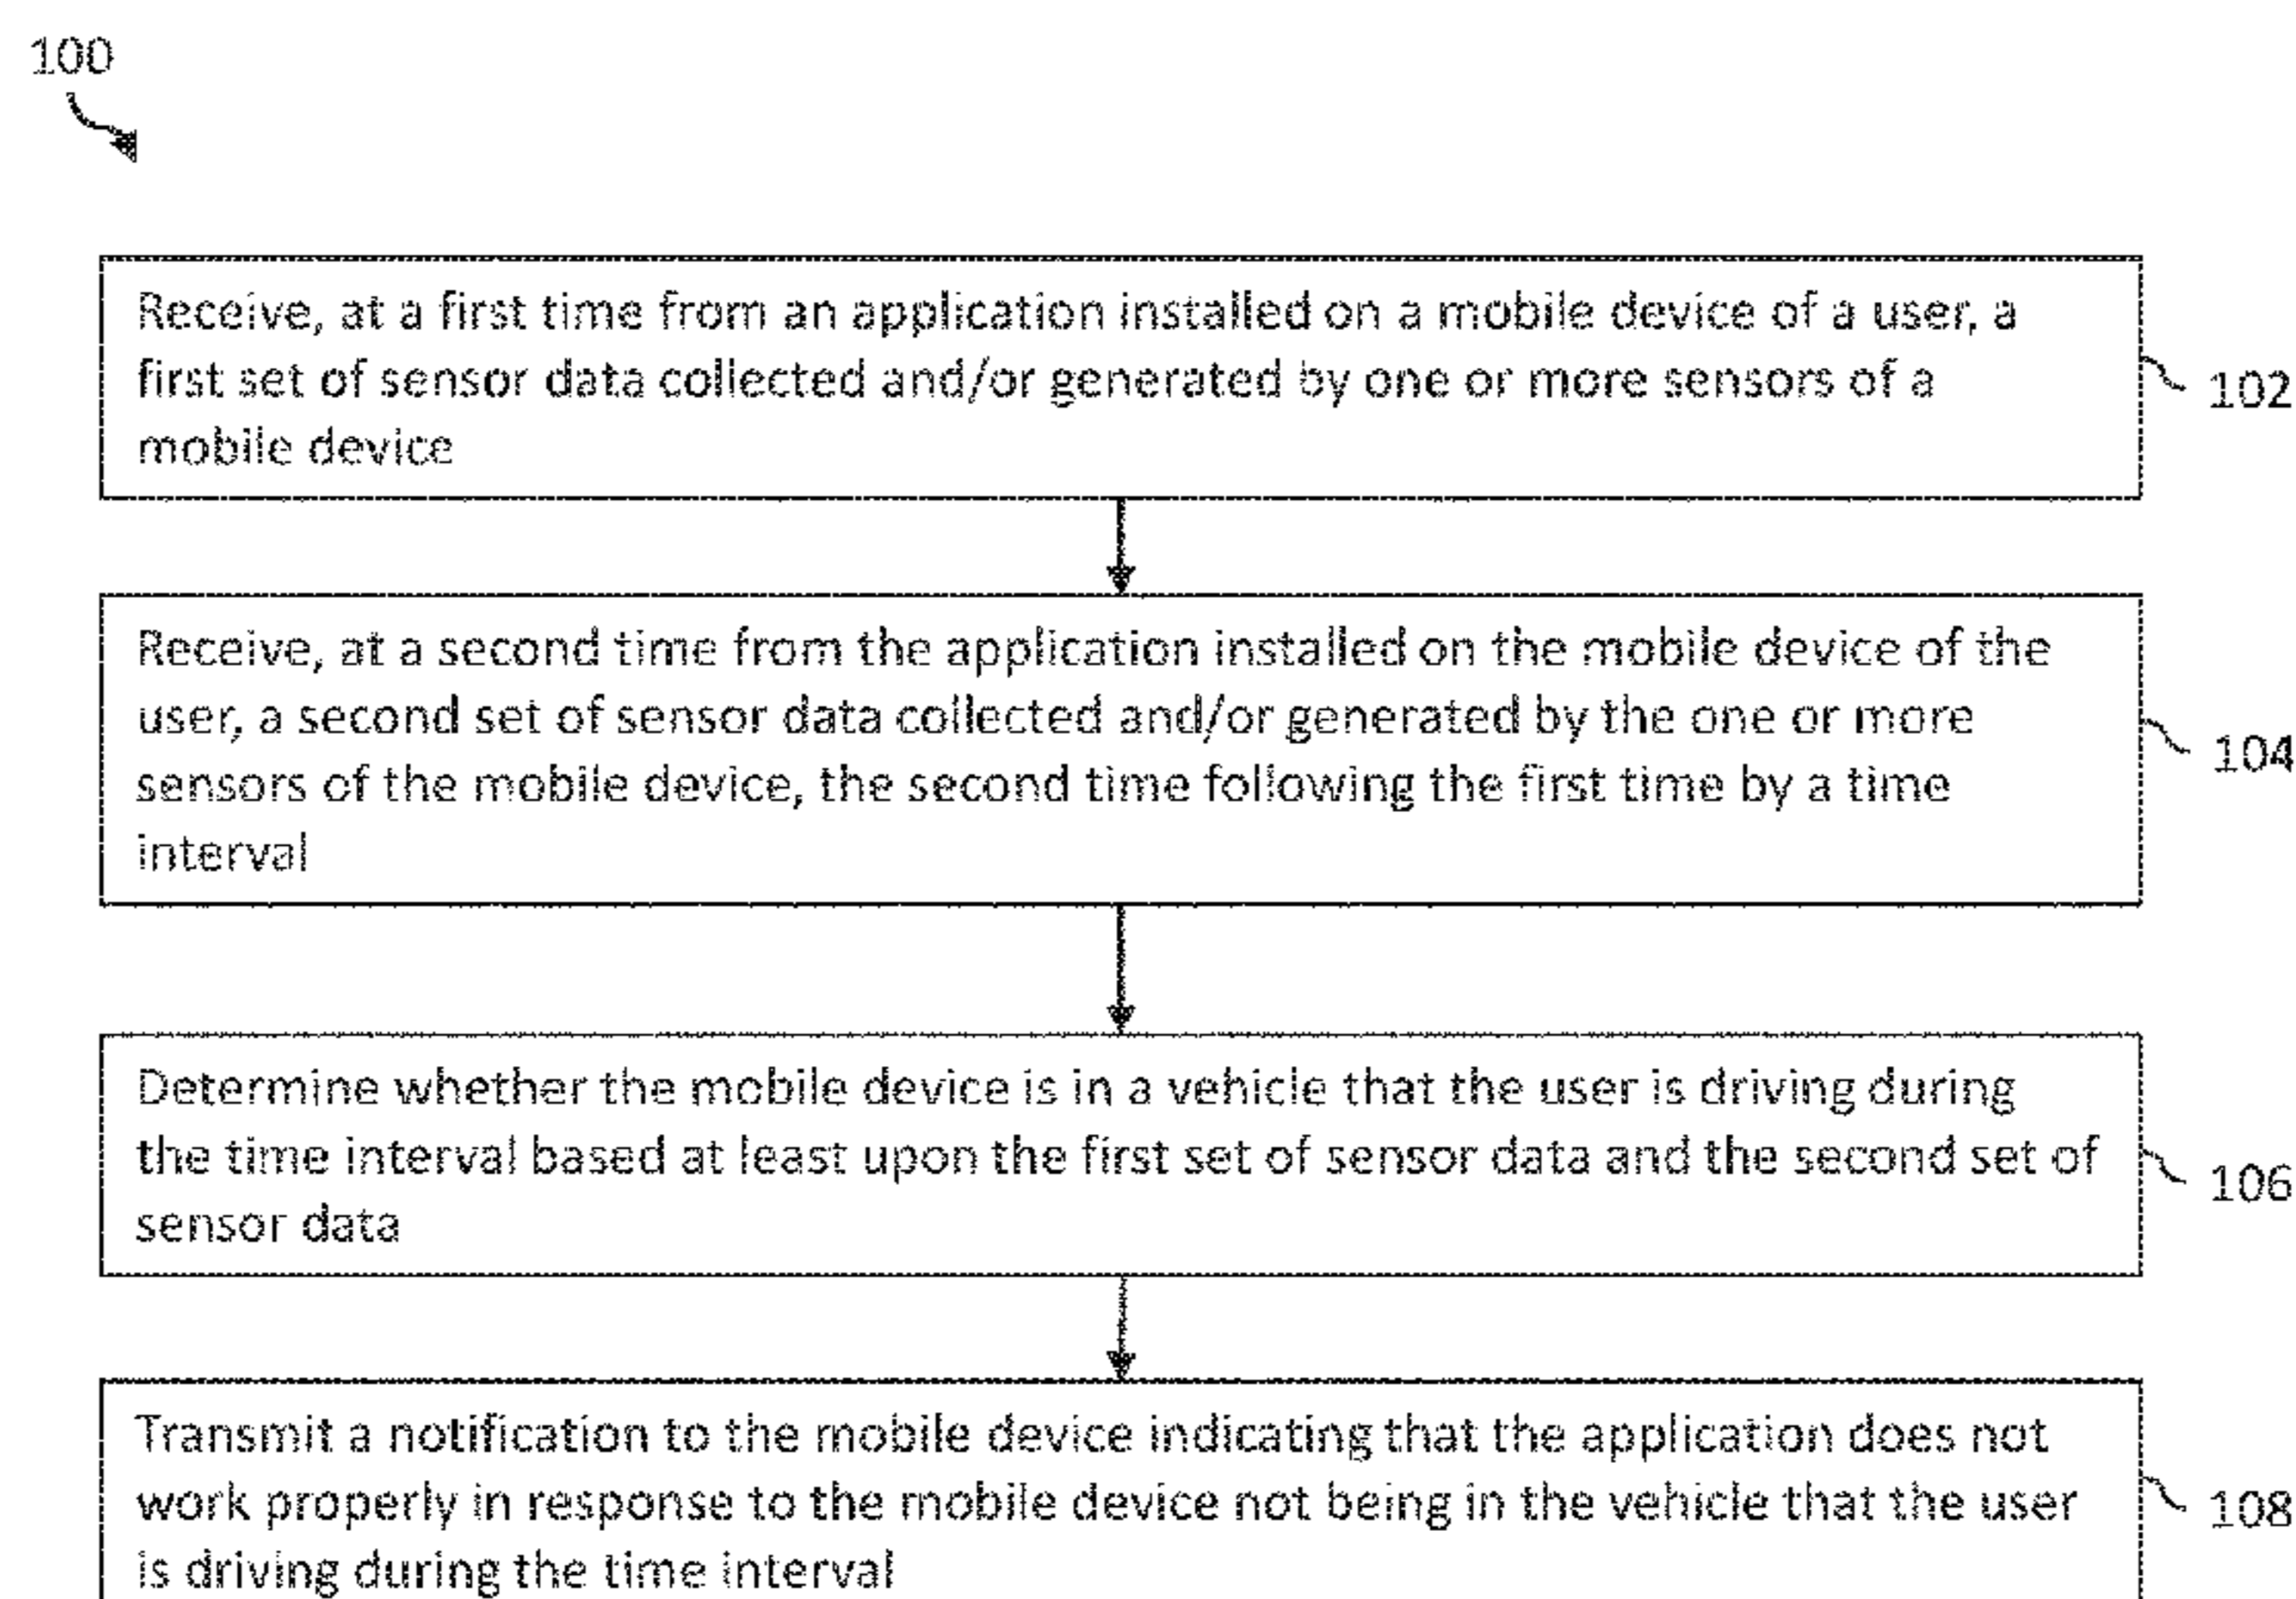 100
Receive, at a first time from an application installed on a mobile device of a user, a
first set of sensor data collected and/or generated by one or more sensors of a
mobile device
102
Receive, at a second time from the application installed on the mobile device of the
user, a second set of sensor data collected and/or generated by the one or more
sensors of the mobile device, the second time following the first time by a time
interval
104
Determine whether the mobile device is in a vehicle that the user is driving during
the time interval based at least upon the first set of sensor data and the second set of
sensor data
106
Transmit a notification to the mobile device indicating that the application does not
work properly in response to the mobile device not being in the vehicle that the user
is driving during the time interval
108